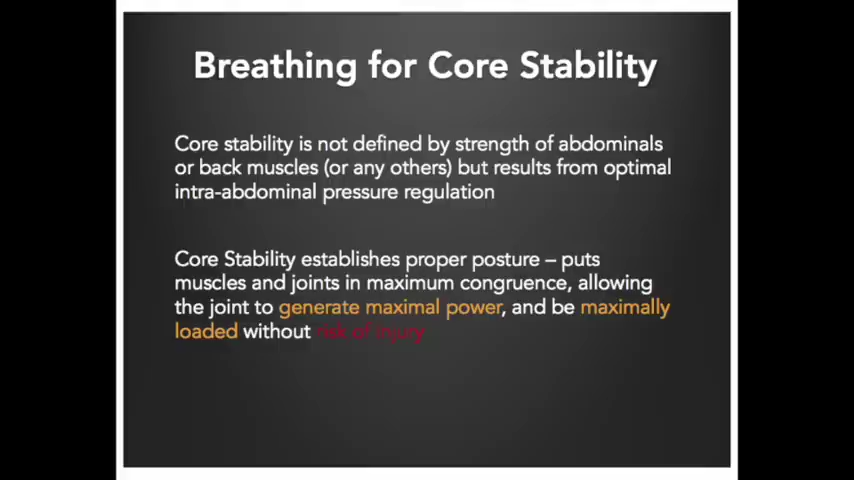 Breathing for Core Stability
Core stability is not defined by strength of abdominals
or back muscles (or any others) but results from optimal
intra-abdominal pressure regulation
Core Stability establishes proper posture – puts
muscles and joints in maximum congruence, allowing
the joint to generate maximal power, and be maximally
loaded without risk of injury